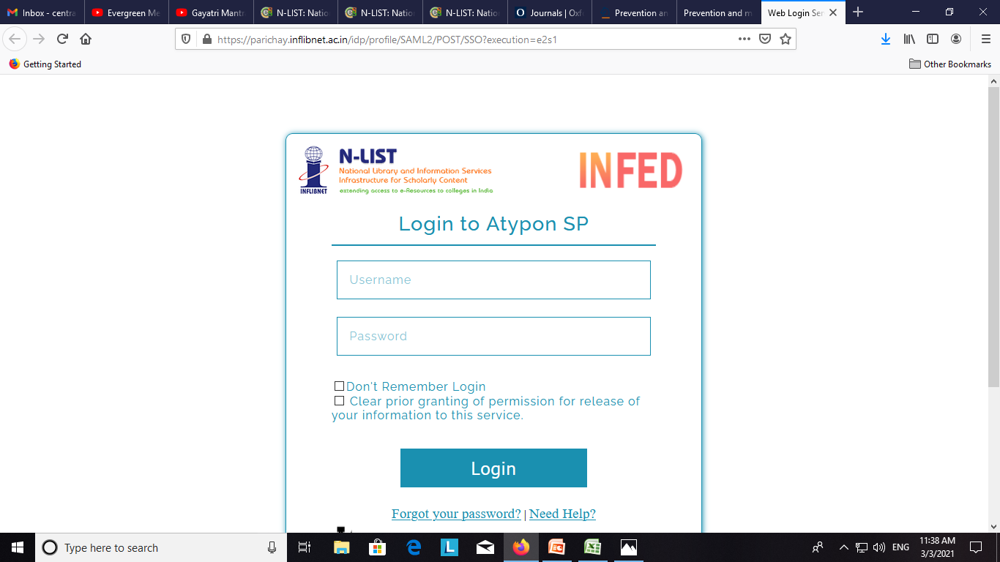 Inbox - centra
Evergreen Me
Gayatri Mantr
N-LIST: Natio
N-LIST: Natio
N-LIST: Natio
Journals | Oxf
Prevention an
Prevention and m
Web Login Ser
https://parichay.inflibnet.ac.in/idp/profile/SAML2/POST/SSO?execution=e2s1
Getting Started
Other Bookmarks
N-LIST
National Library and Information Services
Infrastructure for Scholarly Content
extending access to e-Resources to colleges in India
INFLIBNET
INFED
Login to Atypon SP
Username
Password
Don't Remember Login
Clear prior granting of permission for release of
your information to this service.
Login
Forgot your password? | Need Help?
Type here to search
ENG
11:38 AM
3/3/2021